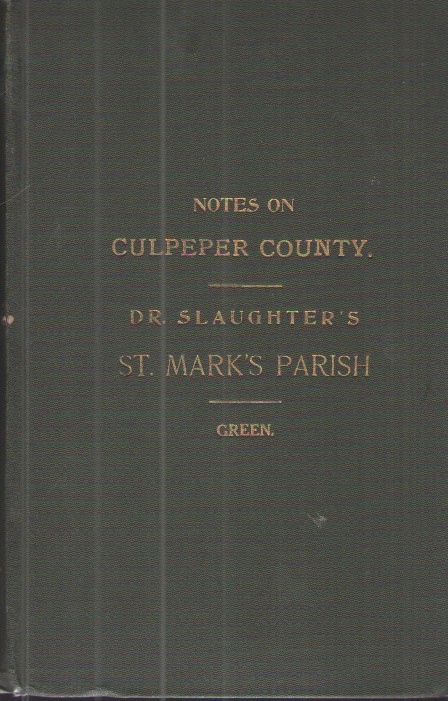 NOTES ON
CULPEPER COUNTY.
DR. SLAUGHTER'S
ST. MARK'S PARISH
GREEN.